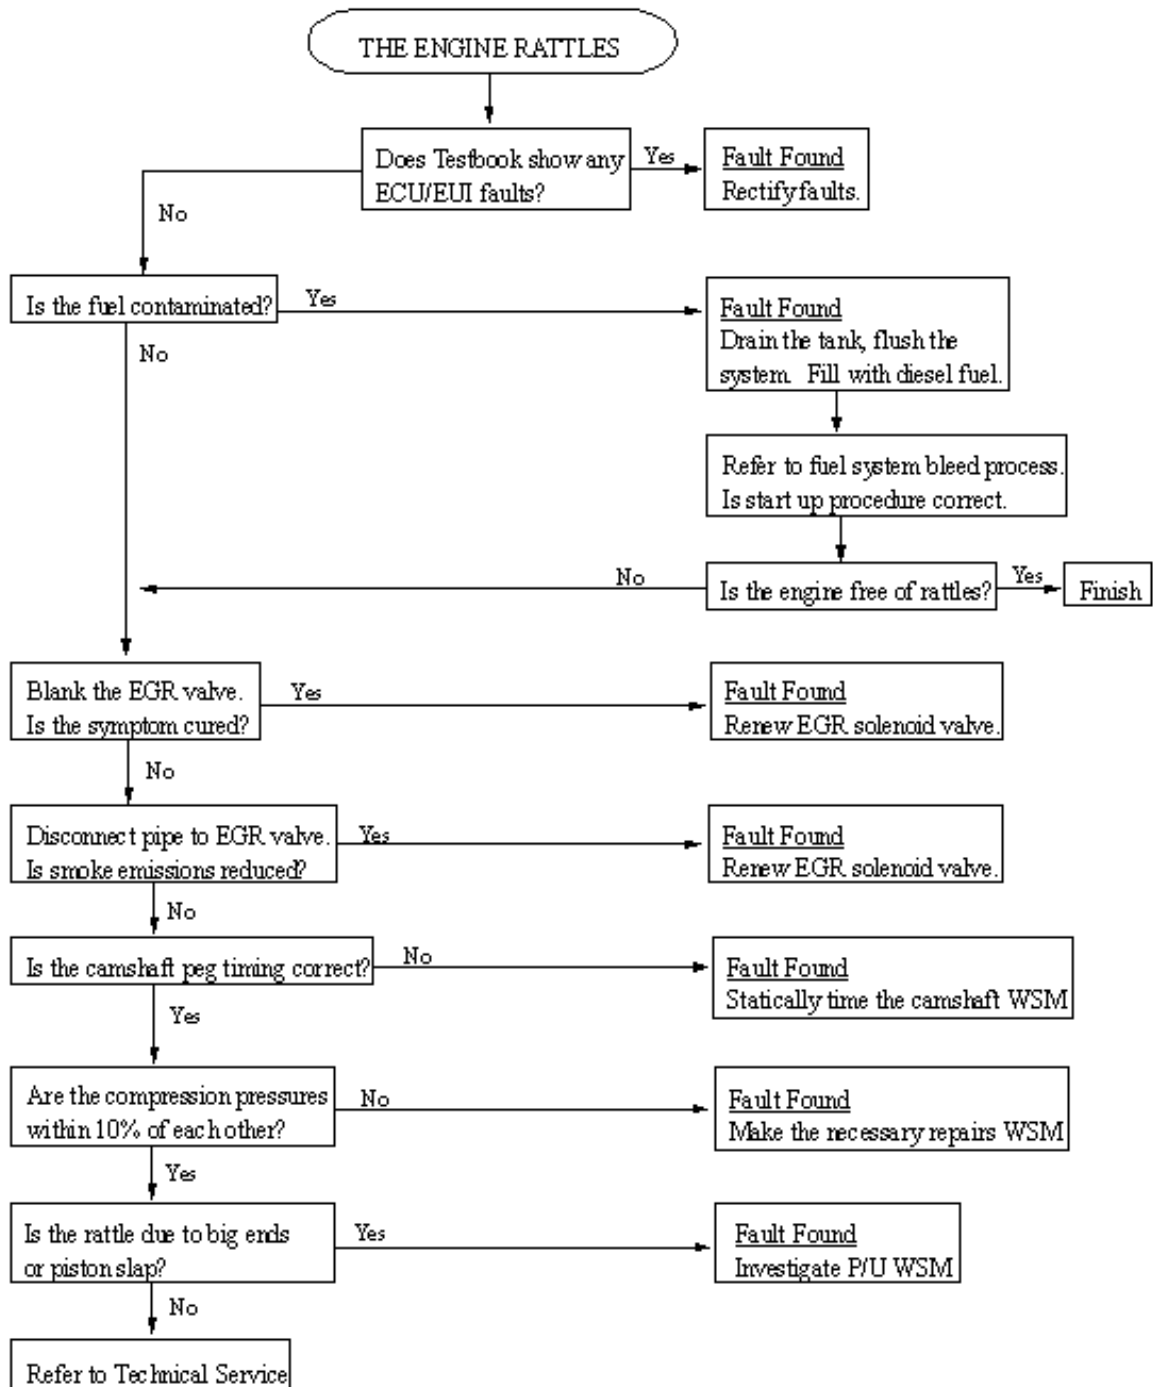 THE ENGINE RATTLES
Does Testbook show any
ECU/EUI faults?
Yes
Fault Found
Rectify faults.
No
Is the fuel contaminated?
Yes
Fault Found
Drain the tank, flush the
system. Fill with diesel fuel.
No
Refer to fuel system bleed process.
Is start up procedure correct.
No
Is the engine free of rattles?
Yes
Finish
Blank the EGR valve.
Is the symptom cured?
Yes
Fault Found
Renew EGR solenoid valve.
No
Disconnect pipe to EGR valve.
Is smoke emissions reduced?
Yes
Fault Found
Renew EGR solenoid valve.
No
Is the camshaft peg timing correct?
No
Fault Found
Statically time the camshaft WSM
Yes
Are the compression pressures
within 10% of each other?
No
Fault Found
Make the necessary repairs WSM
Yes
Is the rattle due to big ends
or piston slap?
Yes
Fault Found
Investigate P/U WSM
No
Refer to Technical Service